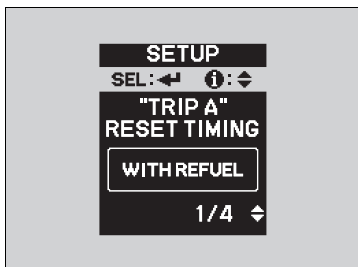 SETUP
SEL:↵ i:♦
"TRIP A"
RESET TIMING
WITH REFUEL
1/4